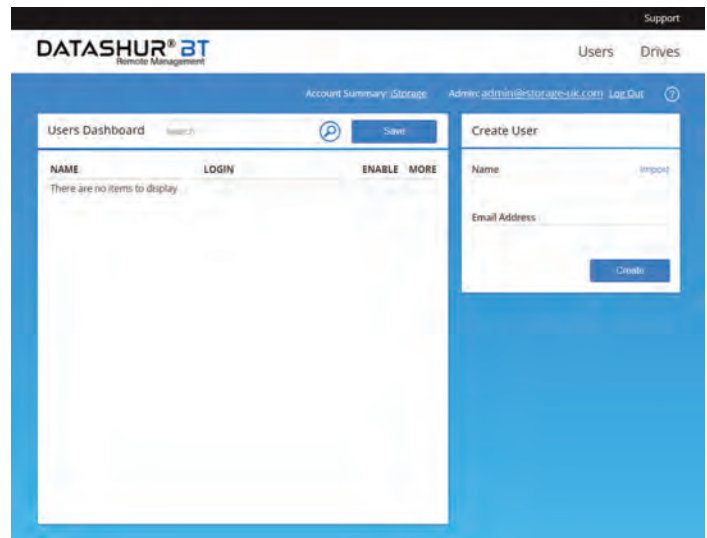 Support
DATASHUR® BT
Remote Management
Users Drives
Account Summary: iStorage Admin: admin@istorage-uk.com Log Out ?
Users Dashboard Search Save
NAME LOGIN ENABLE MORE
There are no items to display
Create User
Name Import
Email Address
Create